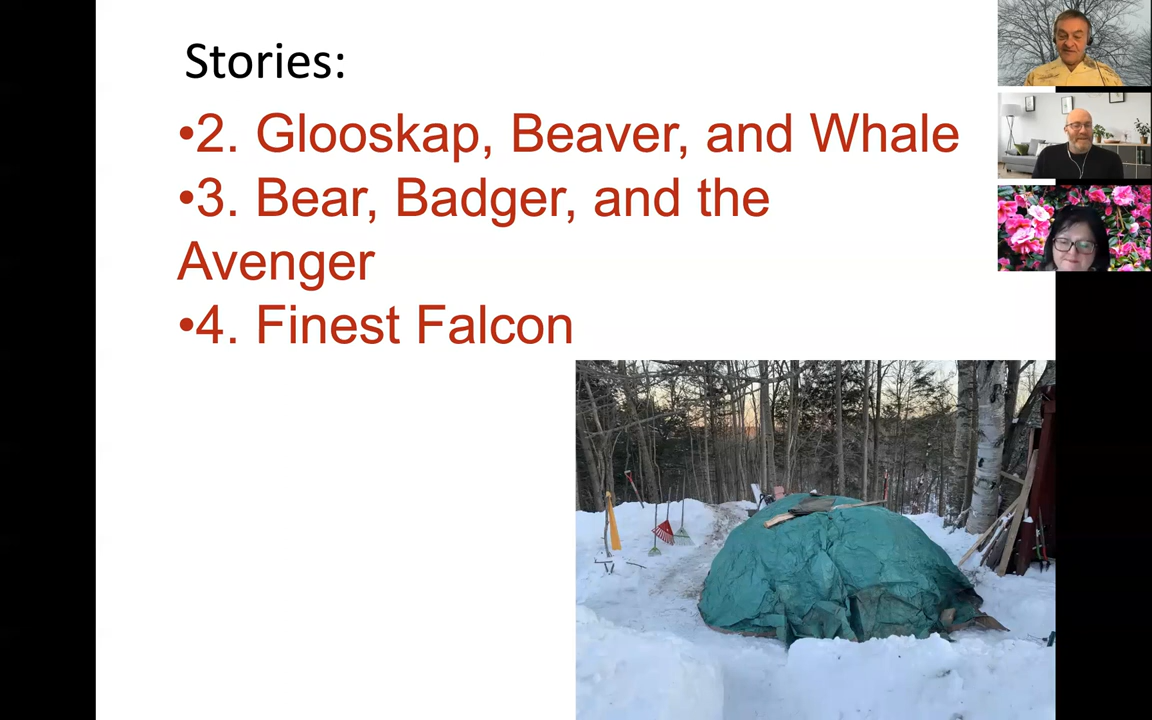 Stories:
•2. Glooskap, Beaver, and Whale
•3. Bear, Badger, and the
Avenger
•4. Finest Falcon